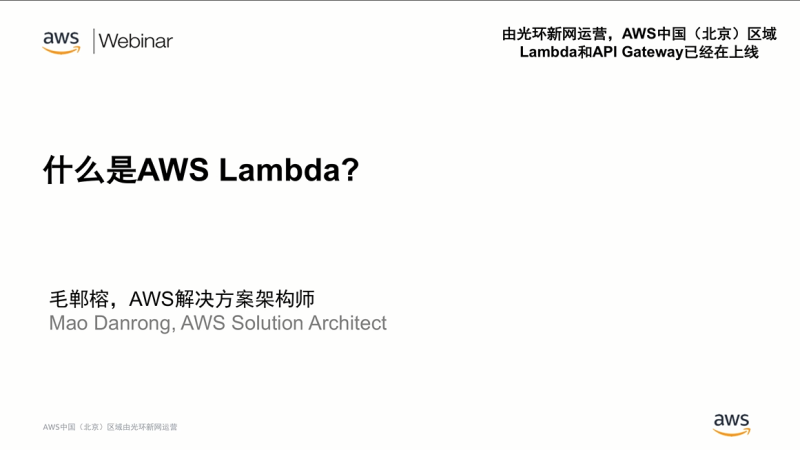 aws Webinar
由光环新网运营，AWS中国（北京）区域
Lambda和API Gateway已经在上线
什么是AWS Lambda?
毛郸榕，AWS解决方案架构师
Mao Danrong, AWS Solution Architect
AWS中国（北京）区域由光环新网运营
aws